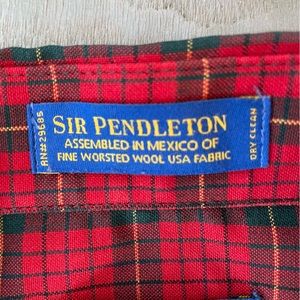 SIR PENDLETON
ASSEMBLED IN MEXICO OF
FINE WORSTED WOOL USA FABRIC
RN#29685
DRY CLEAN